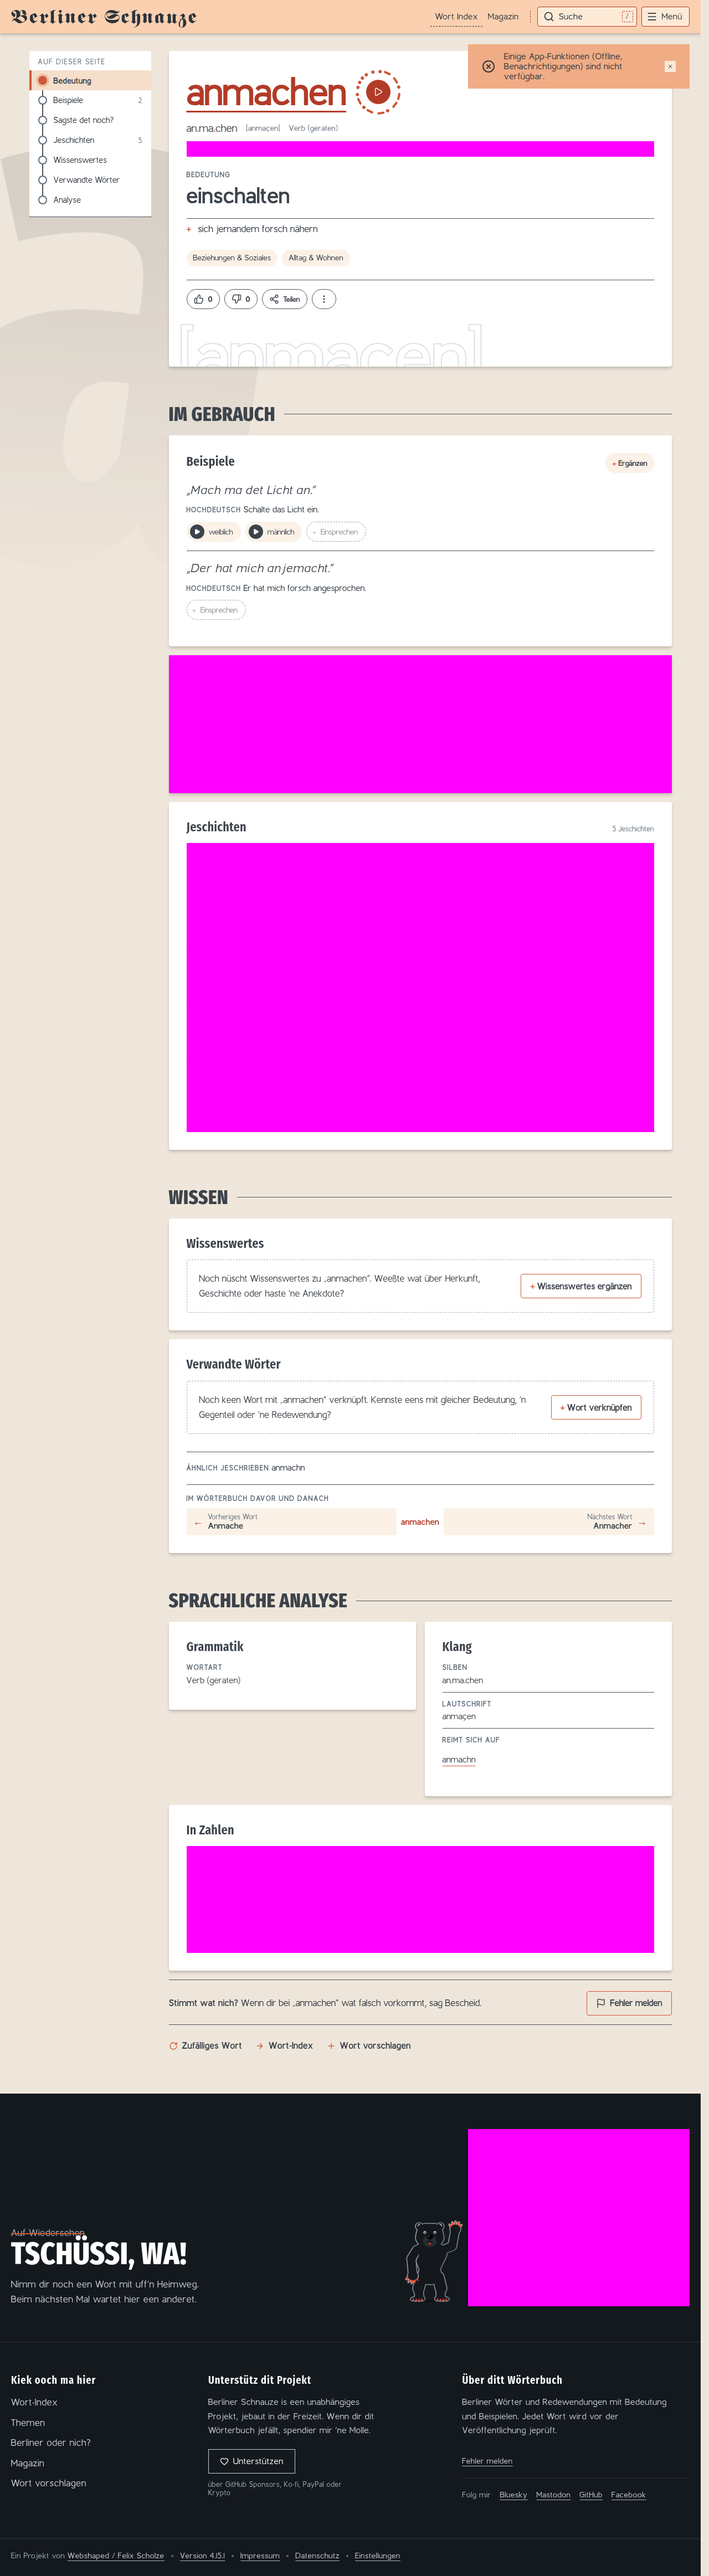 Berliner Schnauze
Wort Index
Magazin
Suche
/
Menü
Einige App-Funktionen (Offline,
Benachrichtigungen) sind nicht
verfügbar.
AUF DIESER SEITE
Bedeutung
Beispiele 2
Sagste det noch?
Jeschichten 5
Wissenswertes
Verwandte Wörter
Analyse
anmachen
an.ma.chen [anmaçen] Verb (geraten)
BEDEUTUNG
einschalten
+ sich jemandem forsch nähern
Beziehungen & Soziales
Alltag & Wohnen
0
0
Teilen
[anmaçen]
IM GEBRAUCH
Beispiele
+ Ergänzen
„Mach ma det Licht an.“
HOCHDEUTSCH Schalte das Licht ein.
weiblich
männlich
+ Einsprechen
„Der hat mich anjemacht.“
HOCHDEUTSCH Er hat mich forsch angesprochen.
+ Einsprechen
Jeschichten
5 Jeschichten
WISSEN
Wissenswertes
Noch nüscht Wissenswertes zu „anmachen“. Weeßte wat über Herkunft,
Geschichte oder haste ’ne Anekdote?
+ Wissenswertes ergänzen
Verwandte Wörter
Noch keen Wort mit „anmachen“ verknüpft. Kennste eens mit gleicher Bedeutung, ’n
Gegenteil oder ’ne Redewendung?
+ Wort verknüpfen
ÄHNLICH JESCHRIEBEN anmachn
IM WÖRTERBUCH DAVOR UND DANACH
← Vorheriges Wort
Anmache
anmachen
Nächstes Wort
Anmacher →
SPRACHLICHE ANALYSE
Grammatik
WORTART
Verb (geraten)
Klang
SILBEN
an.ma.chen
LAUTSCHRIFT
anmaçen
REIMT SICH AUF
anmachn
In Zahlen
Stimmt wat nich? Wenn dir bei „anmachen“ wat falsch vorkommt, sag Bescheid.
Fehler melden
Zufälliges Wort
→ Wort-Index
+ Wort vorschlagen
Auf Wiedersehen
TSCHÜSSI, WA!
Nimm dir noch een Wort mit uff’n Heimweg.
Beim nächsten Mal wartet hier een anderet.
Kiek ooch ma hier
Wort-Index
Themen
Berliner oder nich?
Magazin
Wort vorschlagen
Unterstütz dit Projekt
Berliner Schnauze is een unabhängiges
Projekt, jebaut in der Freizeit. Wenn dir dit
Wörterbuch jefällt, spendier mir ’ne Molle.
Unterstützen
über GitHub Sponsors, Ko-fi, PayPal oder
Krypto
Über ditt Wörterbuch
Berliner Wörter und Redewendungen mit Bedeutung
und Beispielen. Jedet Wort wird vor der
Veröffentlichung jeprüft.
Fehler melden
Folg mir Bluesky Mastodon GitHub Facebook
Ein Projekt von Webshaped / Felix Scholze • Version 4.15.1 • Impressum • Datenschutz • Einstellungen